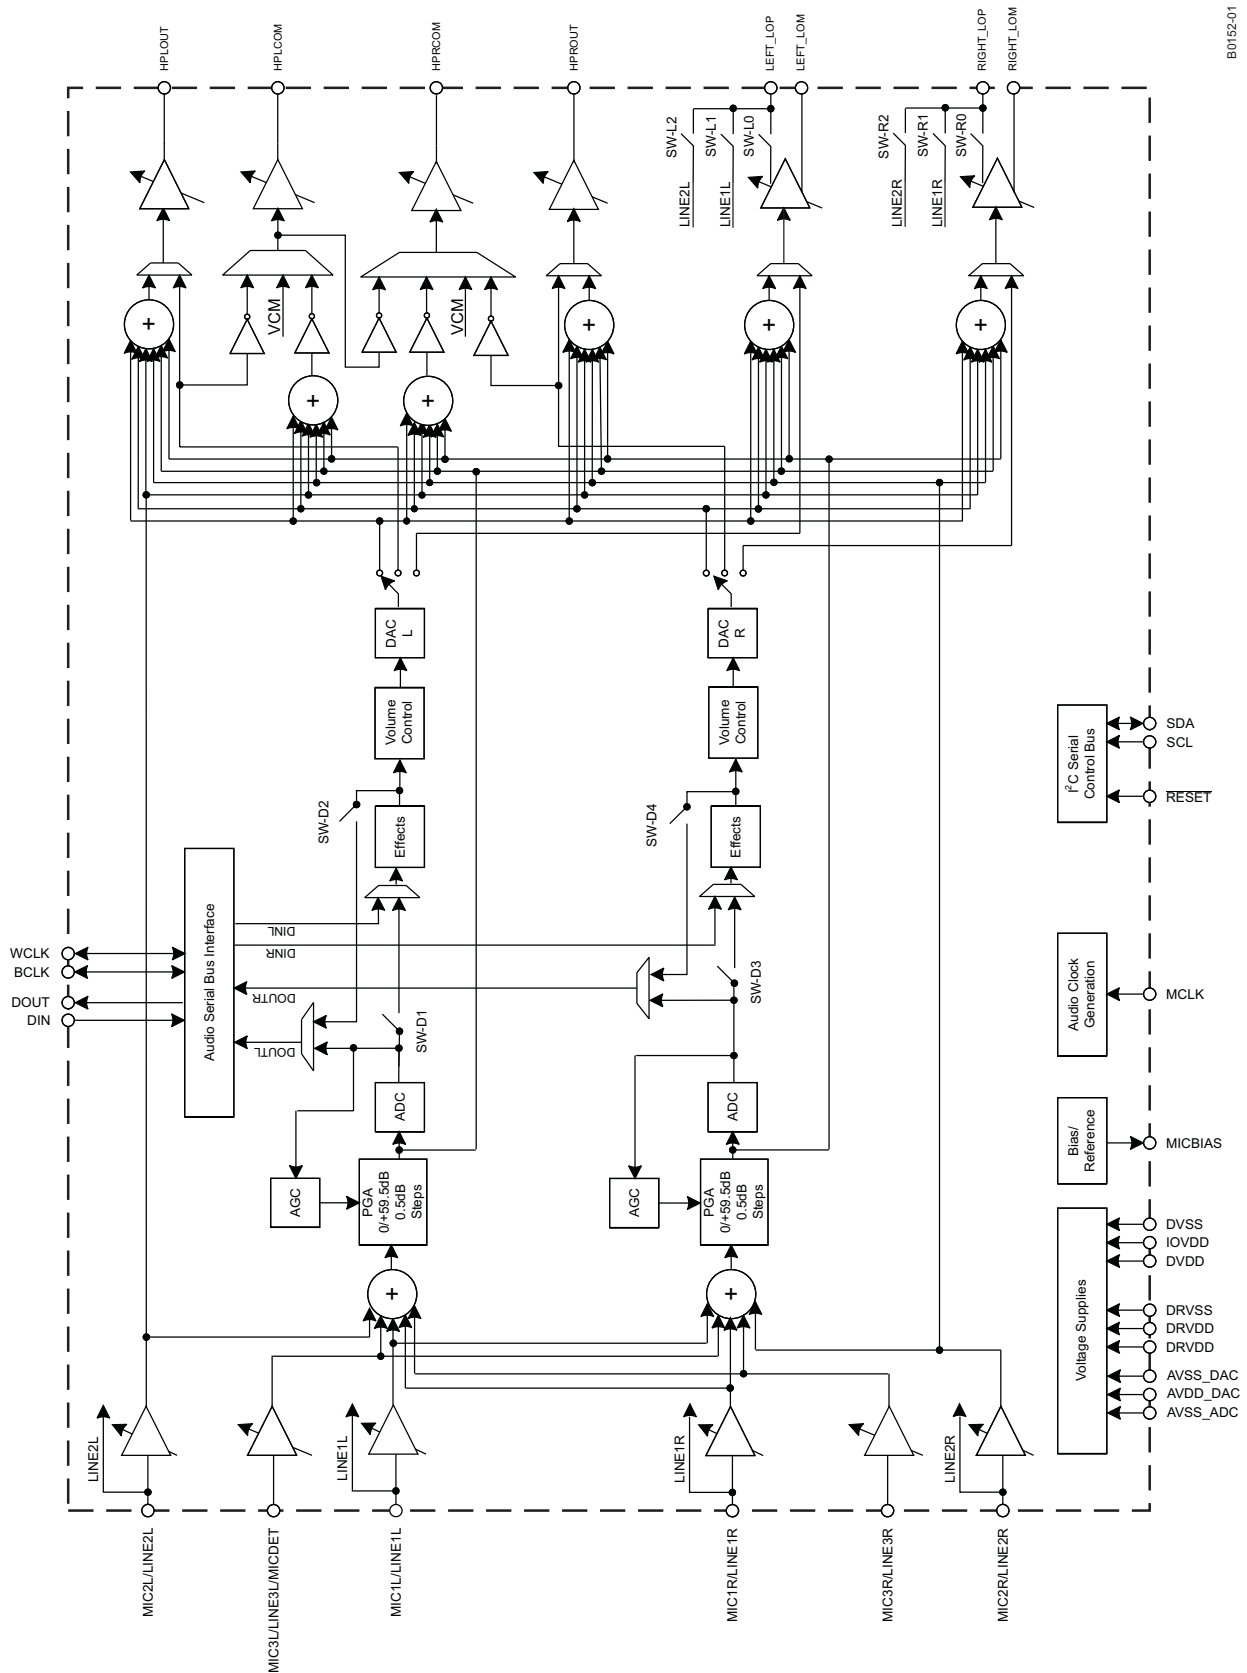 B0152-01
HPLOUT
HPLCOM
HPRCOM
HPROUT
LEFT_LOP
LEFT_LOM
RIGHT_LOP
RIGHT_LOM
SW-L2
SW-L1
SW-L0
SW-R2
SW-R1
SW-R0
LINE2L
LINE1L
LINE2R
LINE1R
VCM
VCM
+
+
+
+
+
+
DAC
L
DAC
R
Volume
Control
Volume
Control
SW-D2
SW-D4
Effects
Effects
I²C Serial
Control Bus
SDA
SCL
RESET
Audio Serial Bus Interface
WCLK
BCLK
DOUT
DIN
DINL
DINR
DOUTR
DOUTL
SW-D1
SW-D3
Audio Clock
Generation
MCLK
ADC
ADC
AGC
PGA
0/+59.5dB
0.5dB
Steps
AGC
PGA
0/+59.5dB
0.5dB
Steps
Bias/
Reference
MICBIAS
+
+
Voltage Supplies
DVSS
IOVDD
DVDD
DRVSS
DRVDD
DRVDD
AVSS_DAC
AVDD_DAC
AVSS_ADC
LINE2L
LINE1L
LINE1R
LINE2R
MIC2L/LINE2L
MIC3L/LINE3L/MICDET
MIC1L/LINE1L
MIC1R/LINE1R
MIC3R/LINE3R
MIC2R/LINE2R